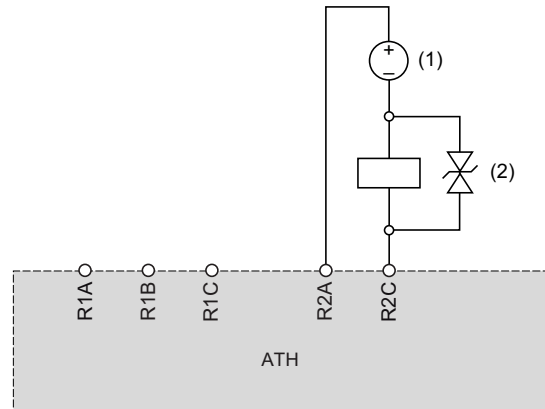 +
(1)
–
(2)
R1A
R1B
R1C
R2A
R2C
ATH